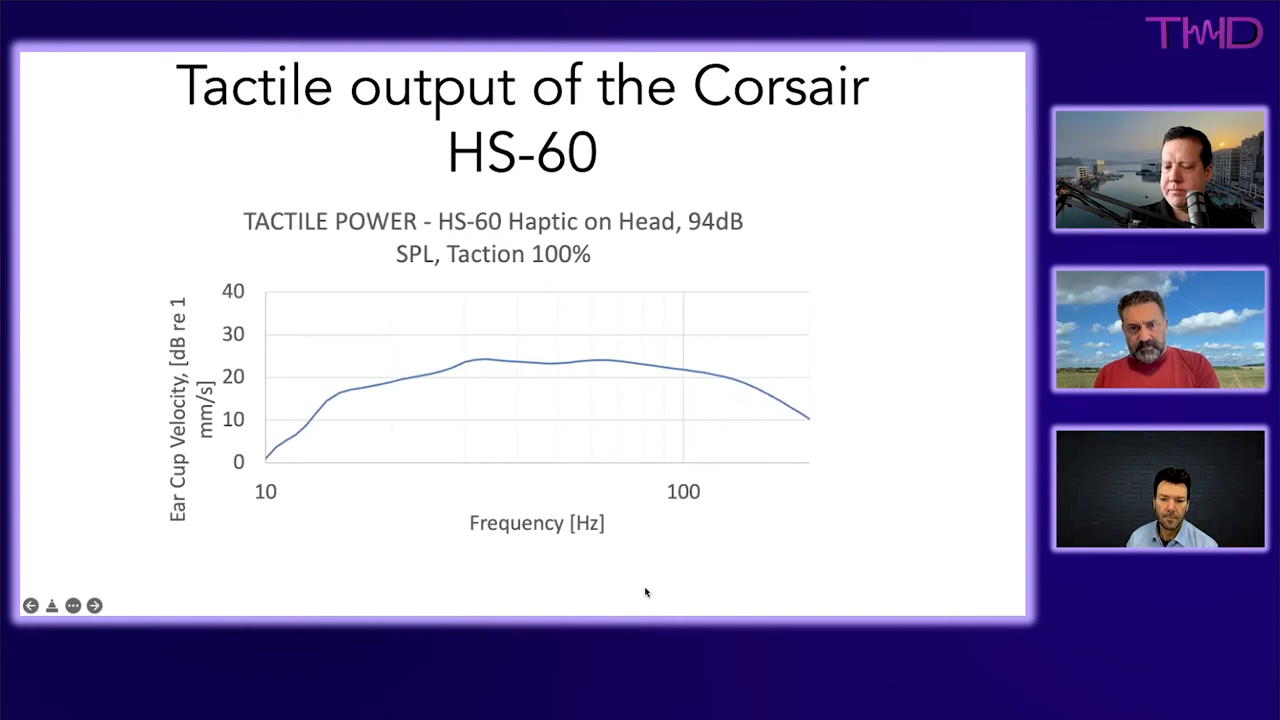 TWD
Tactile output of the Corsair
HS-60
TACTILE POWER - HS-60 Haptic on Head, 94dB
SPL, Taction 100%
Ear Cup Velocity, [dB re 1
mm/s]
40
30
20
10
0
10
100
Frequency [Hz]